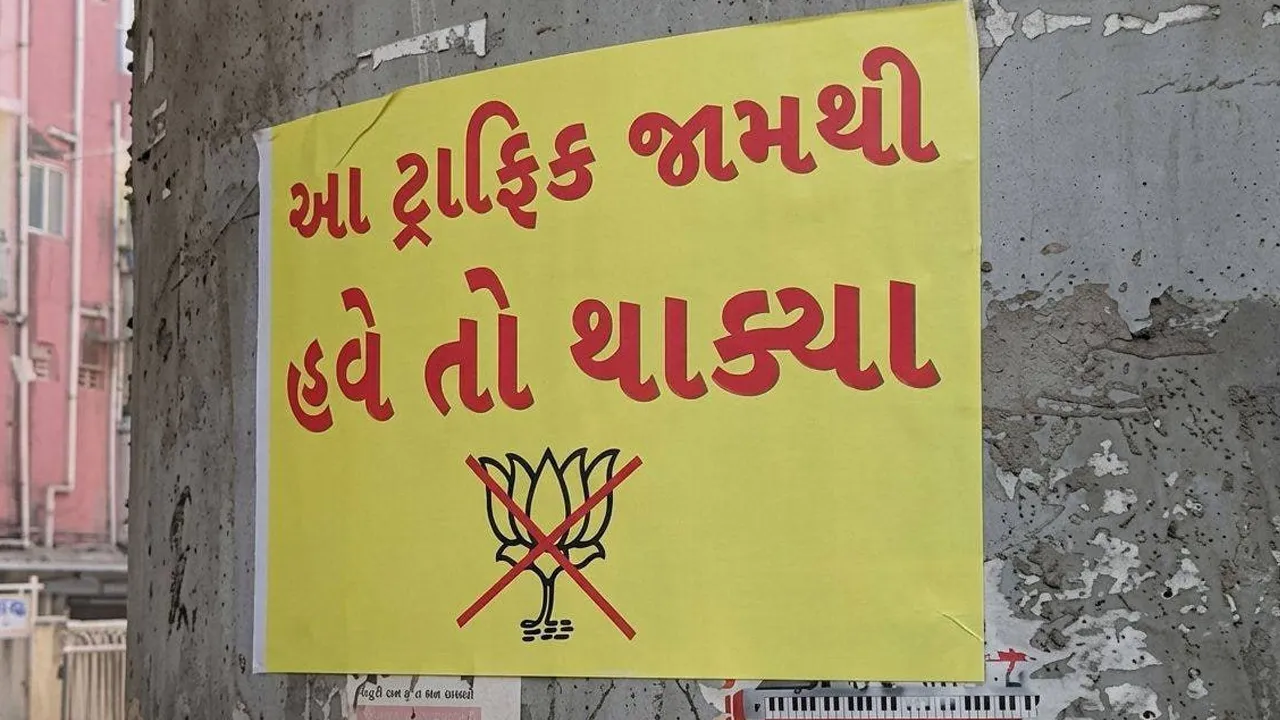 આ ટ્રાફિક જામથી
હવે તો થાક્યા